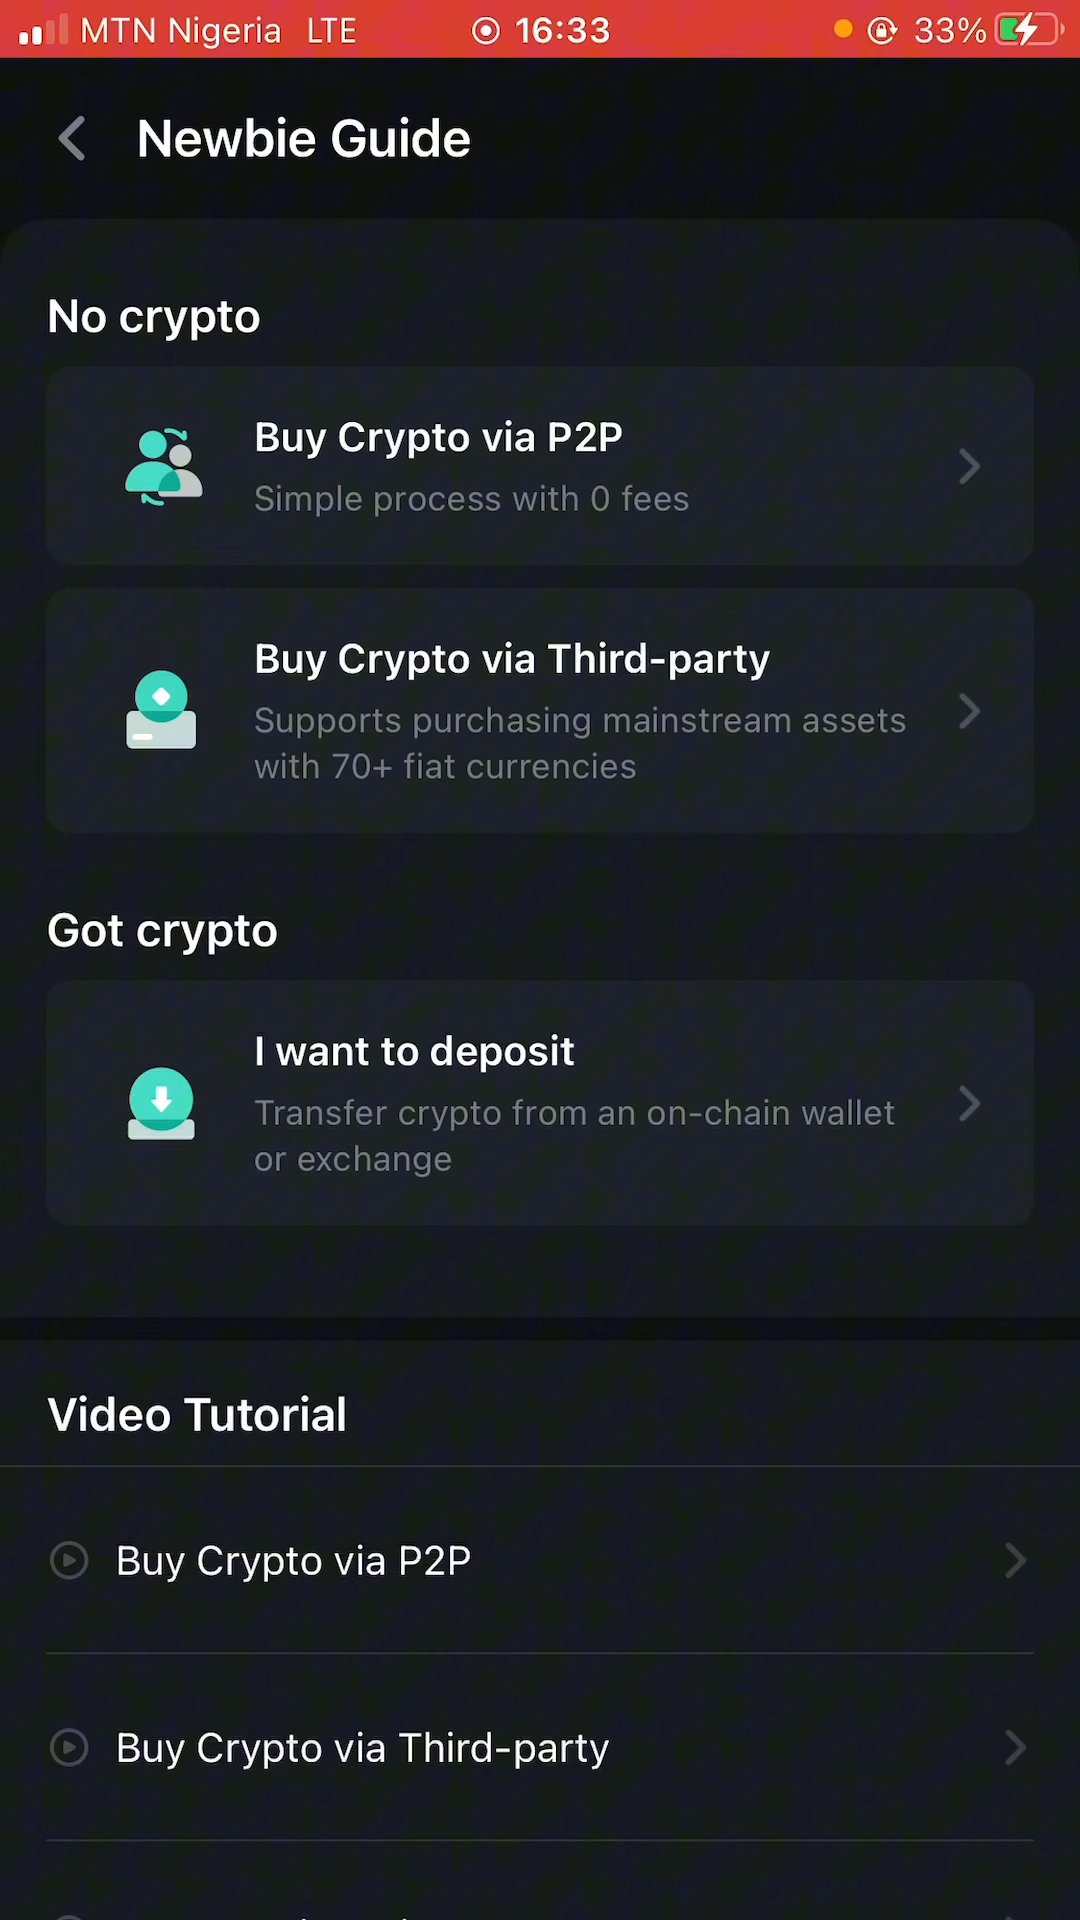 MTN Nigeria LTE 16:33 33%
Newbie Guide
No crypto
Buy Crypto via P2P
Simple process with 0 fees
Buy Crypto via Third-party
Supports purchasing mainstream assets
with 70+ fiat currencies
Got crypto
I want to deposit
Transfer crypto from an on-chain wallet
or exchange
Video Tutorial
Buy Crypto via P2P
Buy Crypto via Third-party